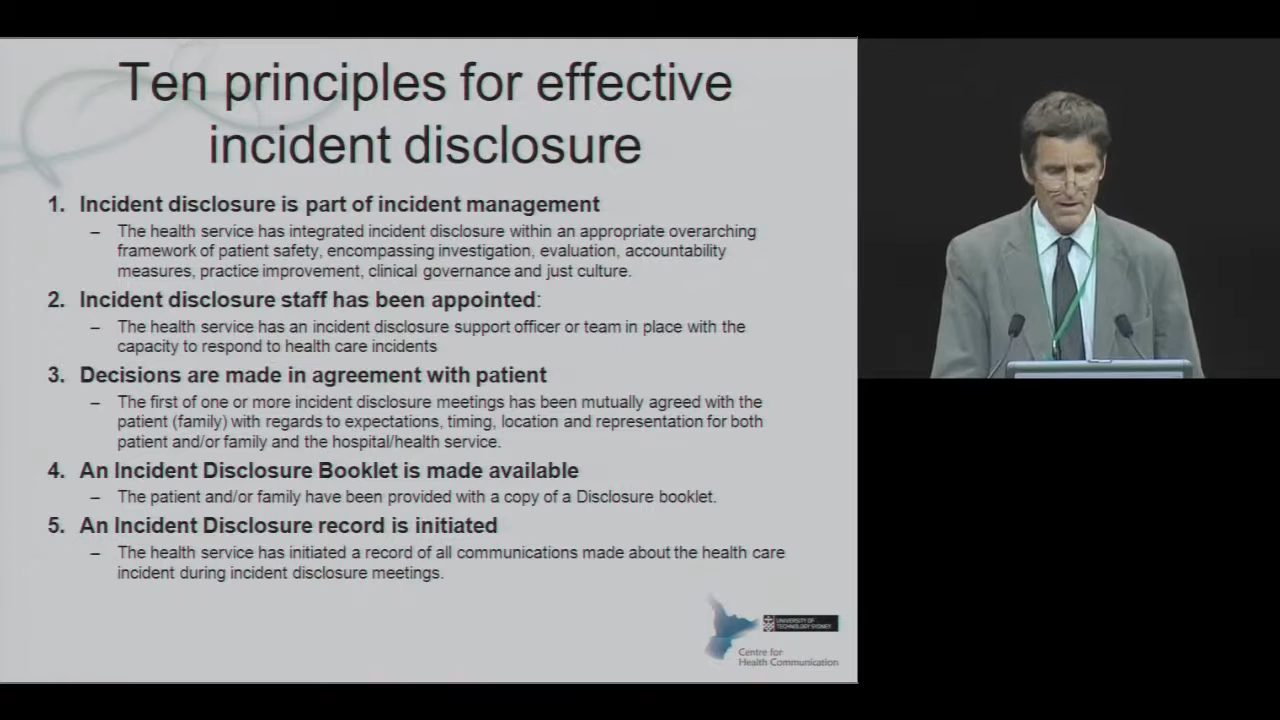 Ten principles for effective
incident disclosure
1. Incident disclosure is part of incident management
– The health service has integrated incident disclosure within an appropriate overarching
framework of patient safety, encompassing investigation, evaluation, accountability
measures, practice improvement, clinical governance and just culture.
2. Incident disclosure staff has been appointed:
– The health service has an incident disclosure support officer or team in place with the
capacity to respond to health care incidents
3. Decisions are made in agreement with patient
– The first of one or more incident disclosure meetings has been mutually agreed with the
patient (family) with regards to expectations, timing, location and representation for both
patient and/or family and the hospital/health service.
4. An Incident Disclosure Booklet is made available
– The patient and/or family have been provided with a copy of a Disclosure booklet.
5. An Incident Disclosure record is initiated
– The health service has initiated a record of all communications made about the health care
incident during incident disclosure meetings.
UNIVERSITY OF
TECHNOLOGY SYDNEY
Centre for
Health Communication